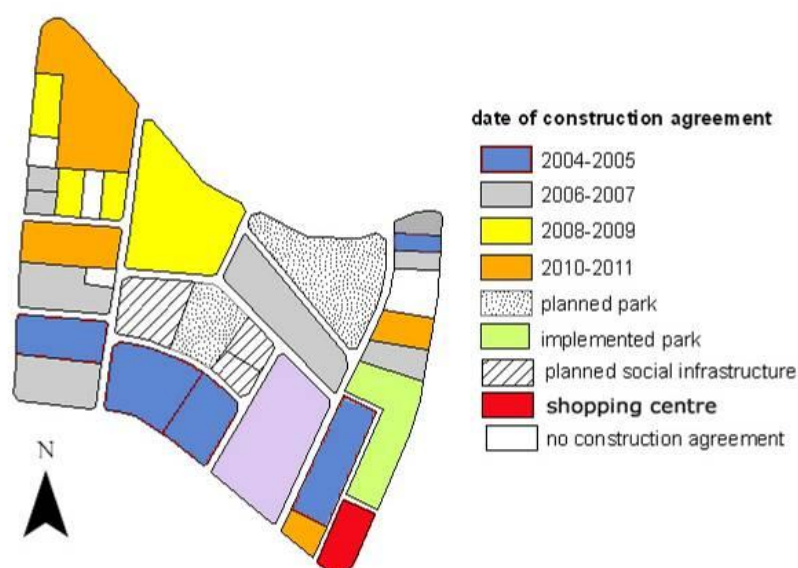 date of construction agreement
2004-2005
2006-2007
2008-2009
2010-2011
planned park
implemented park
planned social infrastructure
shopping centre
no construction agreement
N